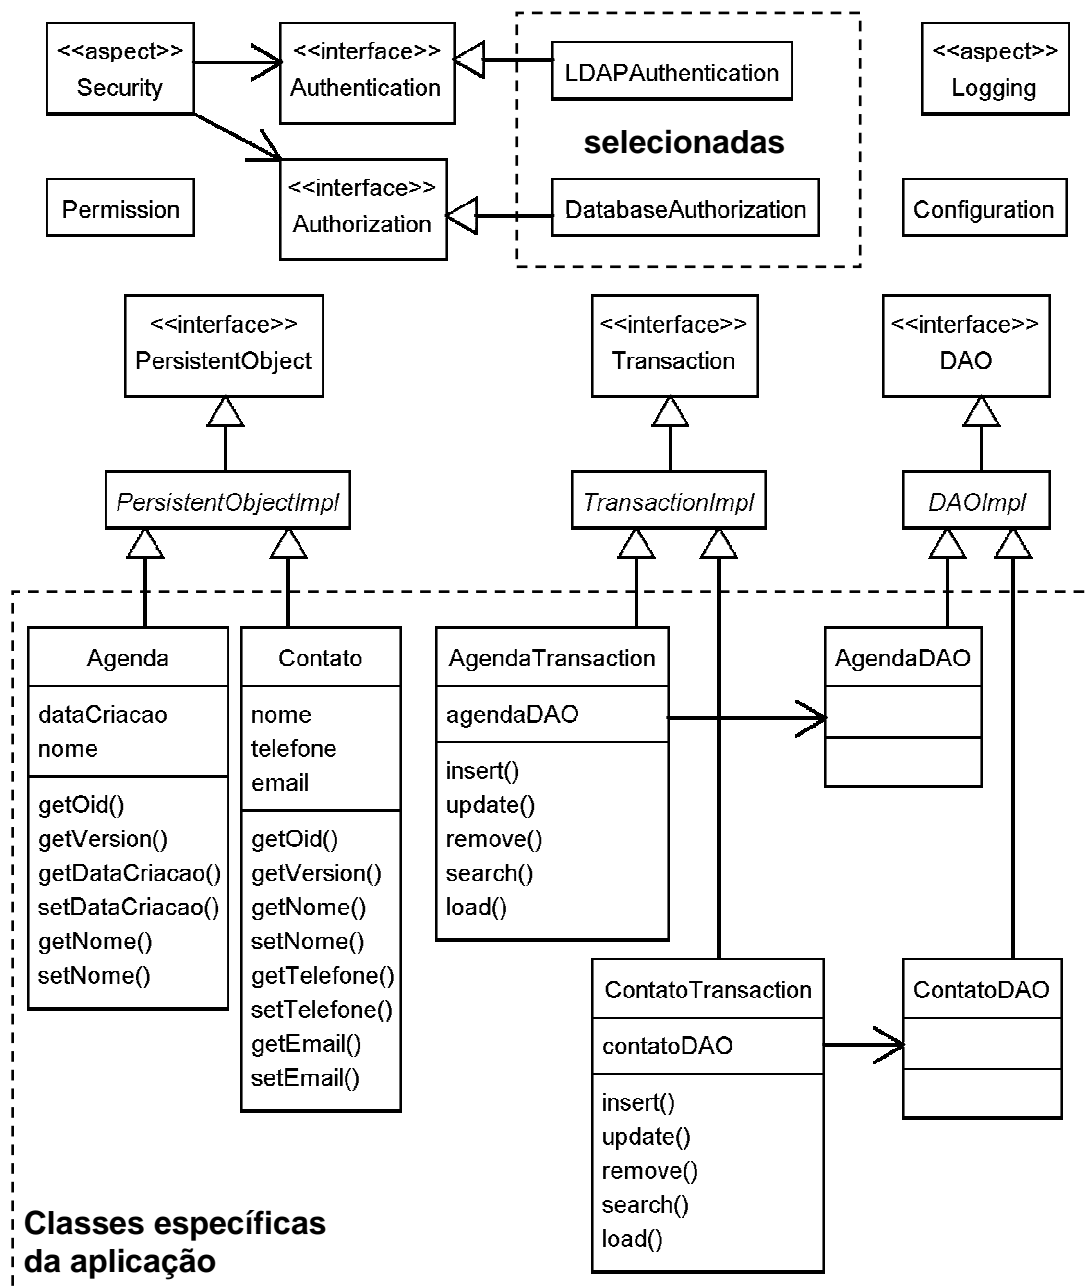 <<aspect>>
Security
<<interface>>
Authentication
LDAPAuthentication
<<aspect>>
Logging
selecionadas
Permission
<<interface>>
Authorization
DatabaseAuthorization
Configuration
<<interface>>
PersistentObject
<<interface>>
Transaction
<<interface>>
DAO
PersistentObjectImpl
TransactionImpl
DAOImpl
Agenda
dataCriacao
nome
getOid()
getVersion()
getDataCriacao()
setDataCriacao()
getNome()
setNome()
Contato
nome
telefone
email
getOid()
getVersion()
getNome()
setNome()
getTelefone()
setTelefone()
getEmail()
setEmail()
AgendaTransaction
agendaDAO
insert()
update()
remove()
search()
load()
AgendaDAO
ContatoTransaction
contatoDAO
insert()
update()
remove()
search()
load()
ContatoDAO
Classes específicas
da aplicação